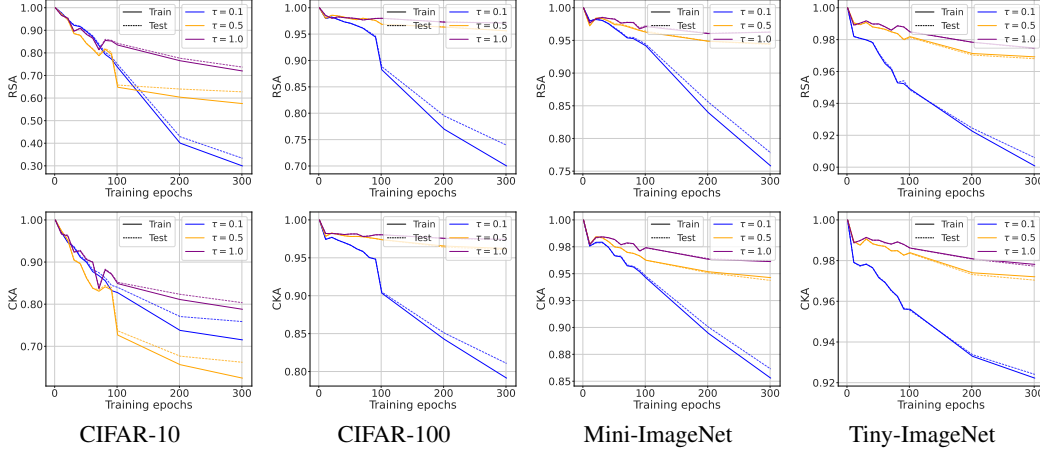 1.00
0.90
0.80
0.70
0.60
0.50
0.40
0.30
RSA
Train
Test
τ = 0.1
τ = 0.5
τ = 1.0
0 100 200 300
Training epochs
1.00
0.95
0.90
0.85
0.80
0.75
0.70
RSA
Train
Test
τ = 0.1
τ = 0.5
τ = 1.0
0 100 200 300
Training epochs
1.00
0.95
0.90
0.85
0.80
0.75
RSA
Train
Test
τ = 0.1
τ = 0.5
τ = 1.0
0 100 200 300
Training epochs
1.00
0.98
0.96
0.94
0.92
0.90
RSA
Train
Test
τ = 0.1
τ = 0.5
τ = 1.0
0 100 200 300
Training epochs
1.00
0.90
0.80
0.70
CKA
Train
Test
τ = 0.1
τ = 0.5
τ = 1.0
0 100 200 300
Training epochs
1.00
0.95
0.90
0.85
0.80
CKA
Train
Test
τ = 0.1
τ = 0.5
τ = 1.0
0 100 200 300
Training epochs
1.00
0.98
0.95
0.93
0.90
0.88
0.85
CKA
Train
Test
τ = 0.1
τ = 0.5
τ = 1.0
0 100 200 300
Training epochs
1.00
0.98
0.96
0.94
0.92
CKA
Train
Test
τ = 0.1
τ = 0.5
τ = 1.0
0 100 200 300
Training epochs
CIFAR-10 CIFAR-100 Mini-ImageNet Tiny-ImageNet